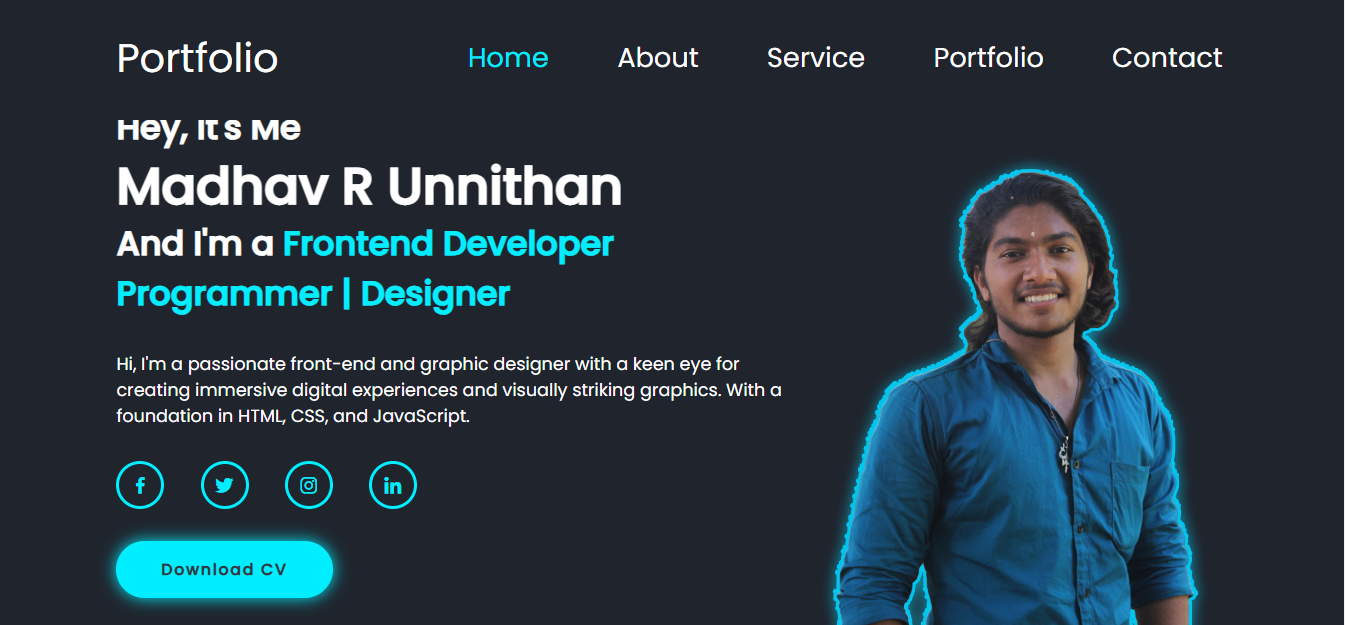 Portfolio
Home
About
Service
Portfolio
Contact
Hey, It's Me
Madhav R Unnithan
And I'm a Frontend Developer
Programmer | Designer
Hi, I'm a passionate front-end and graphic designer with a keen eye for
creating immersive digital experiences and visually striking graphics. With a
foundation in HTML, CSS, and JavaScript.
Download CV